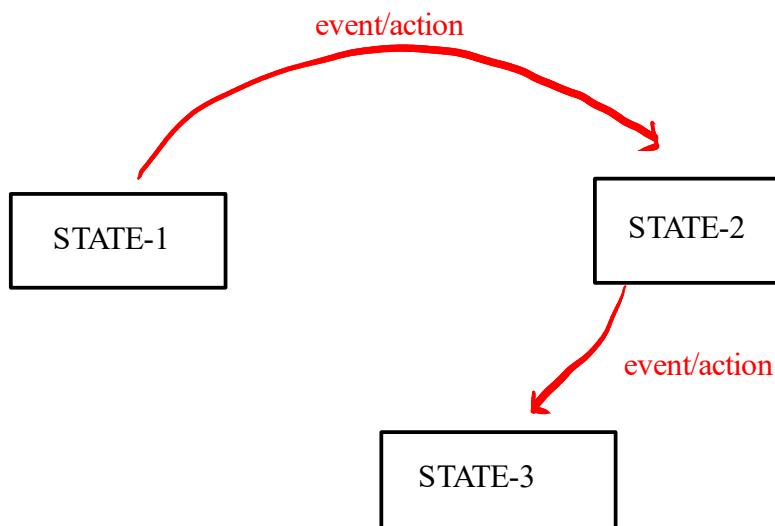 event/action
STATE-1
STATE-2
event/action
STATE-3